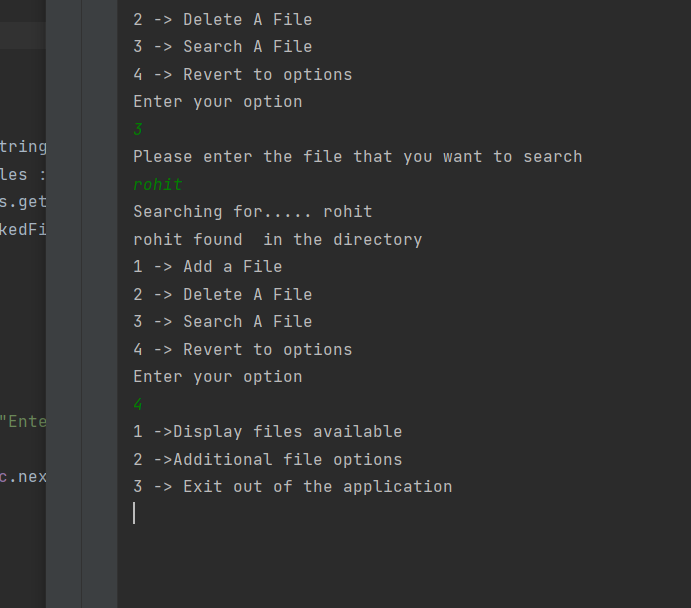 2 -> Delete A File
3 -> Search A File
4 -> Revert to options
Enter your option
3
tring
Please enter the file that you want to search
les :
rohit
s.get
Searching for..... rohit
kedFi
rohit found  in the directory
1 -> Add a File
2 -> Delete A File
3 -> Search A File
4 -> Revert to options
Enter your option
4
"Ente
1 ->Display files available
2 ->Additional file options
c.nex
3 -> Exit out of the application